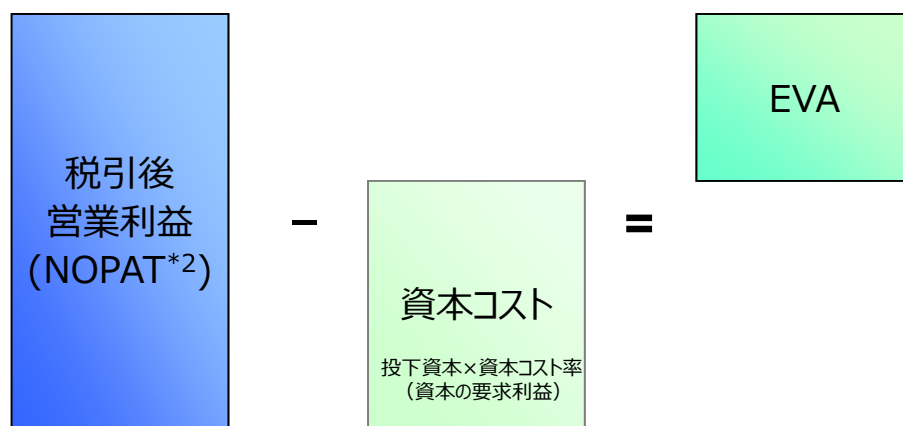 税引後
営業利益
(NOPAT*2)
−
資本コスト
投下資本×資本コスト率
（資本の要求利益）
=
EVA